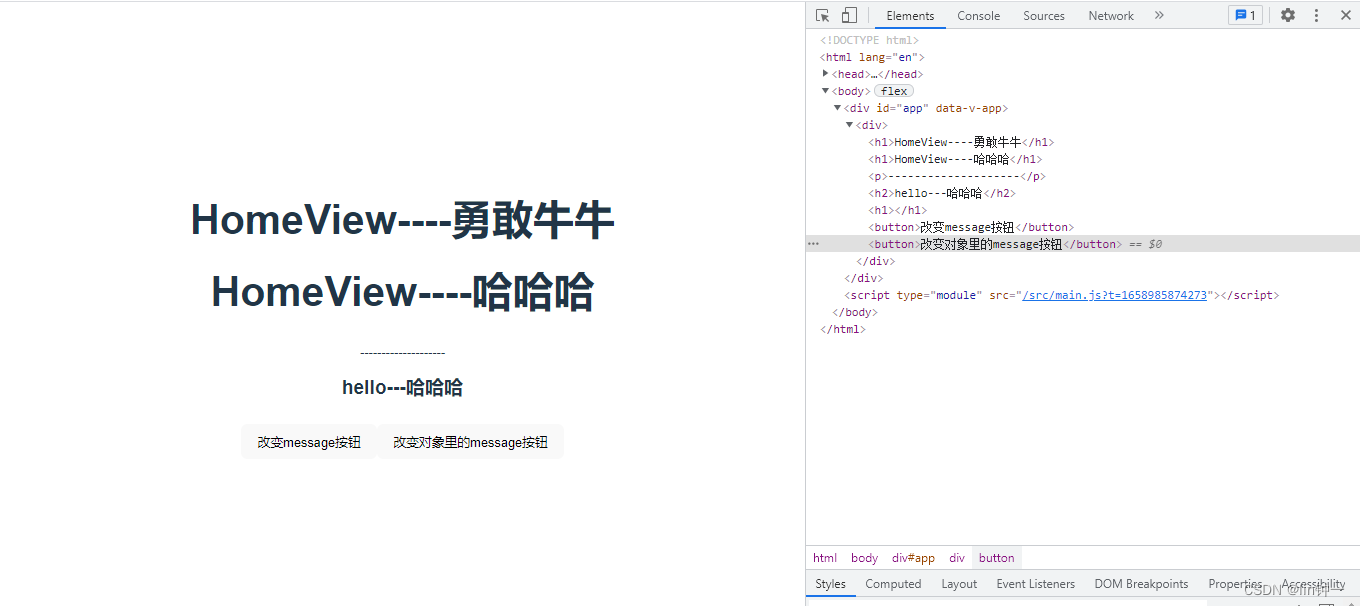 HomeView----勇敢牛牛
HomeView----哈哈哈
--------------------
hello---哈哈哈
改变message按钮 改变对象里的message按钮
Elements Console Sources Network 1
<!DOCTYPE html>
<html lang="en">
<head>…</head>
<body> flex
<div id="app" data-v-app>
<div>
<h1>HomeView----勇敢牛牛</h1>
<h1>HomeView----哈哈哈</h1>
<p>--------------------</p>
<h2>hello---哈哈哈</h2>
<h1></h1>
<button>改变message按钮</button>
<button>改变对象里的message按钮</button> == $0
</div>
</div>
<script type="module" src="/src/main.js?t=1658985874273"></script>
</body>
</html>
html body div#app div button
Styles Computed Layout Event Listeners DOM Breakpoints Properties Accessibility